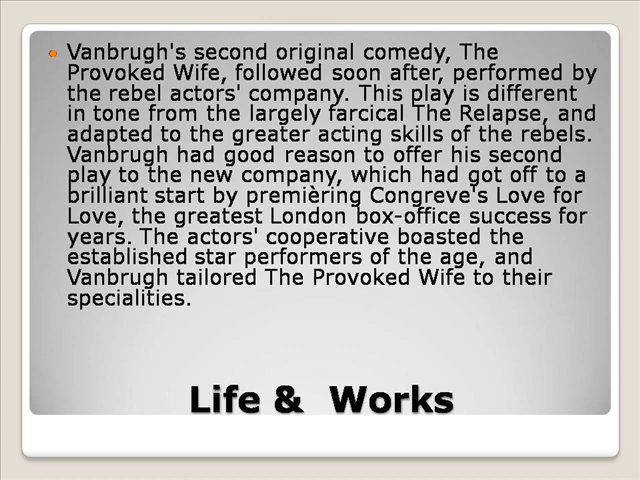 Vanbrugh's second original comedy, The
Provoked Wife, followed soon after, performed by
the rebel actors' company. This play is different
in tone from the largely farcical The Relapse, and
adapted to the greater acting skills of the rebels.
Vanbrugh had good reason to offer his second
play to the new company, which had got off to a
brilliant start by premièring Congreve's Love for
Love, the greatest London box-office success for
years. The actors' cooperative boasted the
established star performers of the age, and
Vanbrugh tailored The Provoked Wife to their
specialities.
Life &  Works